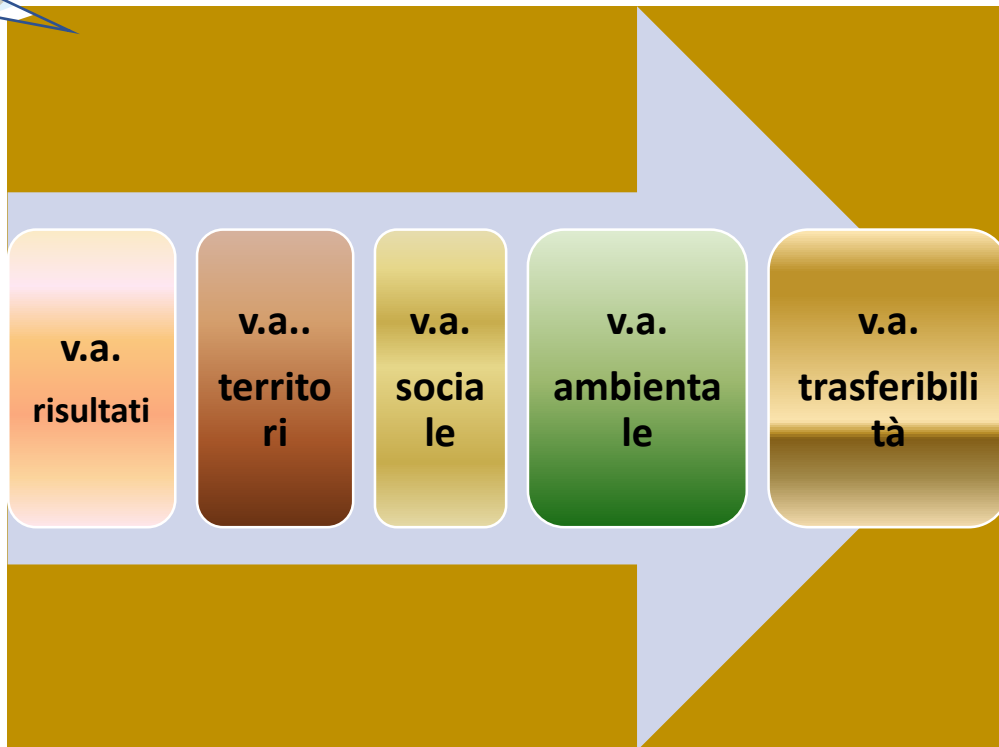 v.a.
risultati
v.a..
territo
ri
v.a.
socia
le
v.a.
ambienta
le
v.a.
trasferibili
tà